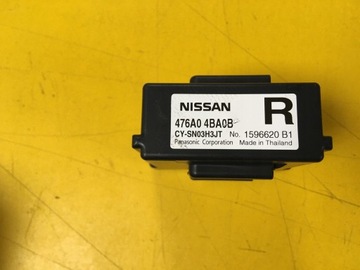 NISSAN R
476A0 4BA0B
CY-SN03H3JT No. 1596620 B1
Panasonic Corporation Made in Thailand